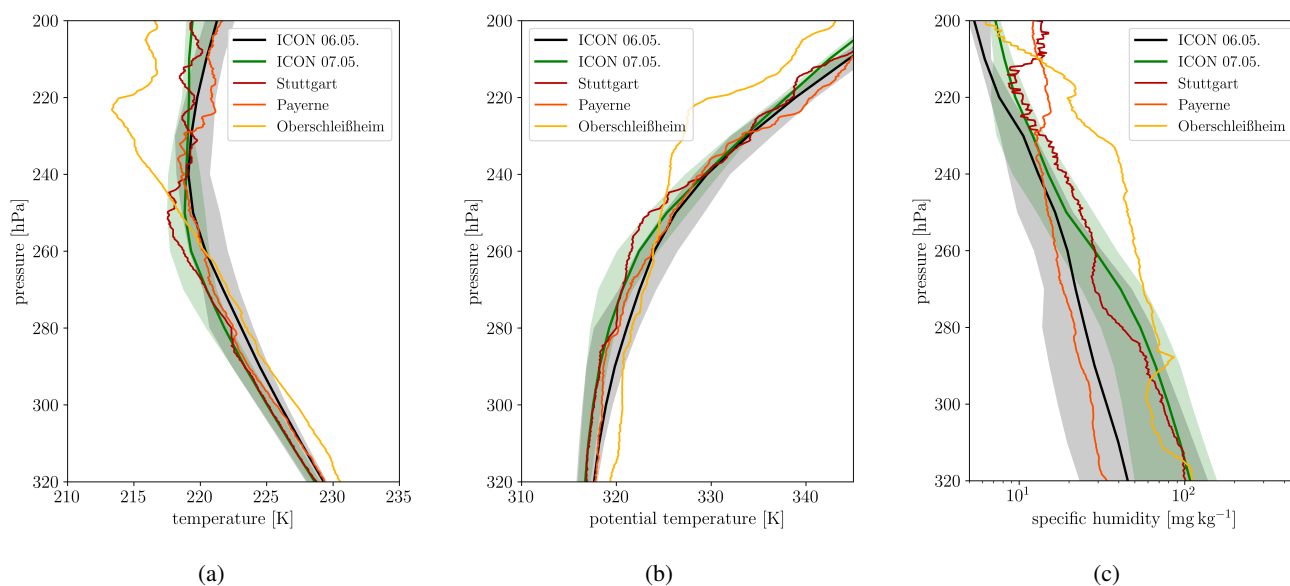 200
220
240
260
280
300
320
pressure [hPa]
210
215
220
225
230
235
temperature [K]
ICON 06.05.
ICON 07.05.
Stuttgart
Payerne
Oberschleißheim
(a)
200
220
240
260
280
300
320
pressure [hPa]
310
320
330
340
potential temperature [K]
ICON 06.05.
ICON 07.05.
Stuttgart
Payerne
Oberschleißheim
(b)
200
220
240
260
280
300
320
pressure [hPa]
10¹
10²
specific humidity [mg kg⁻¹]
ICON 06.05.
ICON 07.05.
Stuttgart
Payerne
Oberschleißheim
(c)